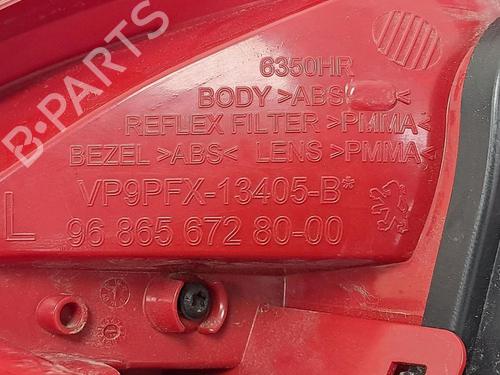 B-PARTS
6350HR
BODY >ABS<
REFLEX FILTER >PMMA<
BEZEL >ABS< LENS >PMMA<
VP9PFX-13405-B*
L
96 865 672 80-00